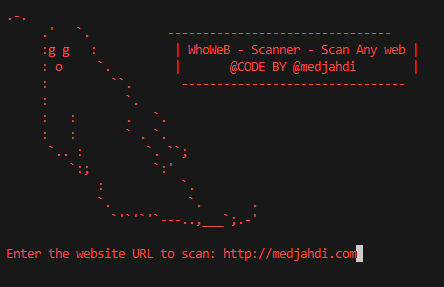 WhoWeB - Scanner - Scan Any web
@CODE BY @medjahdi
g g
o
Enter the website URL to scan: http://medjahdi.com